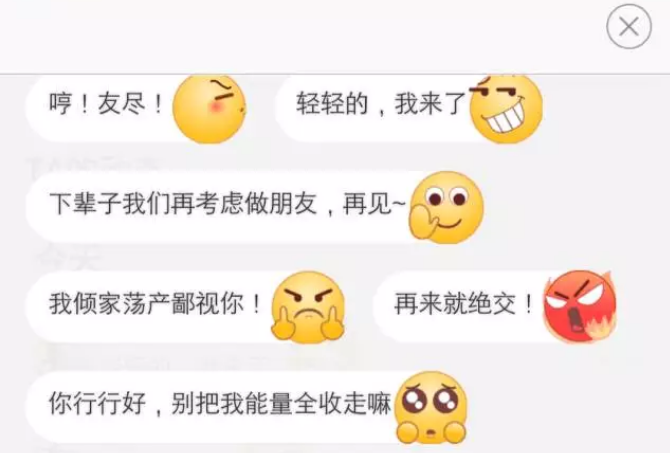 哼！友尽！
轻轻的，我来了
下辈子我们再考虑做朋友，再见~
我倾家荡产鄙视你！
再来就绝交！
你行行好，别把我能量全收走嘛